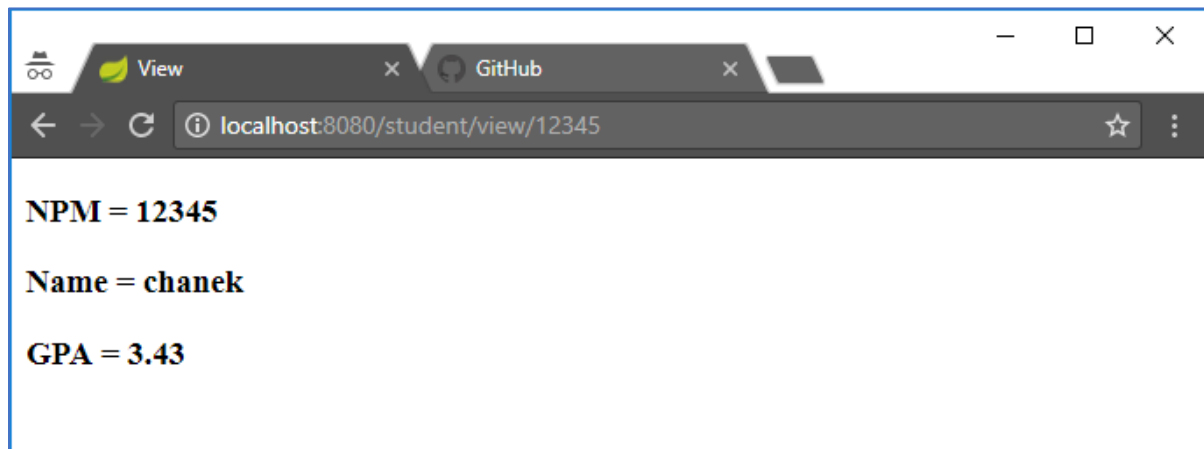 View
GitHub
localhost:8080/student/view/12345
NPM = 12345
Name = chanek
GPA = 3.43